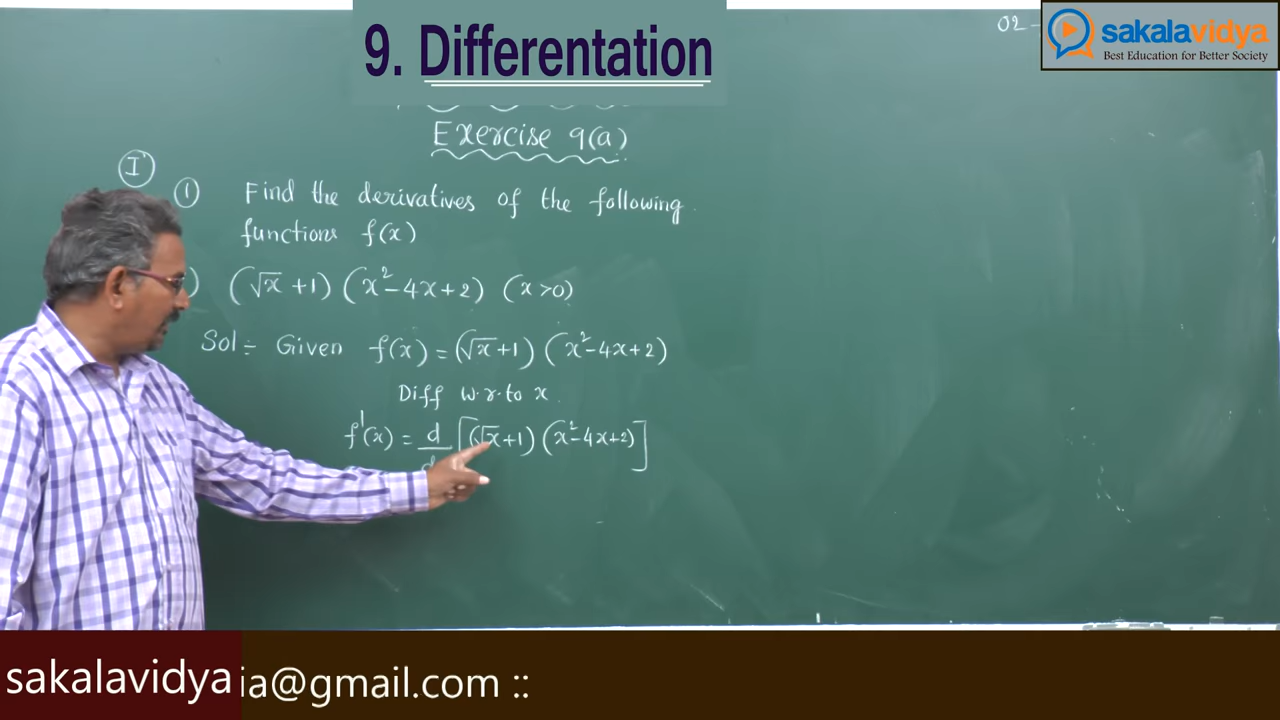 9. Differentation
02 -
sakalavidya
Best Education for Better Society
Exercise 9(a)
I
① Find the derivatives of the following
functions f(x)
) (√x + 1) (x² - 4x + 2) (x > 0)
Sol :- Given f(x) = (√x + 1) (x² - 4x + 2)
Diff w.r.to x.
f'(x) = d [(√x + 1) (x² - 4x + 2)]
sakalavidya ia@gmail.com ::